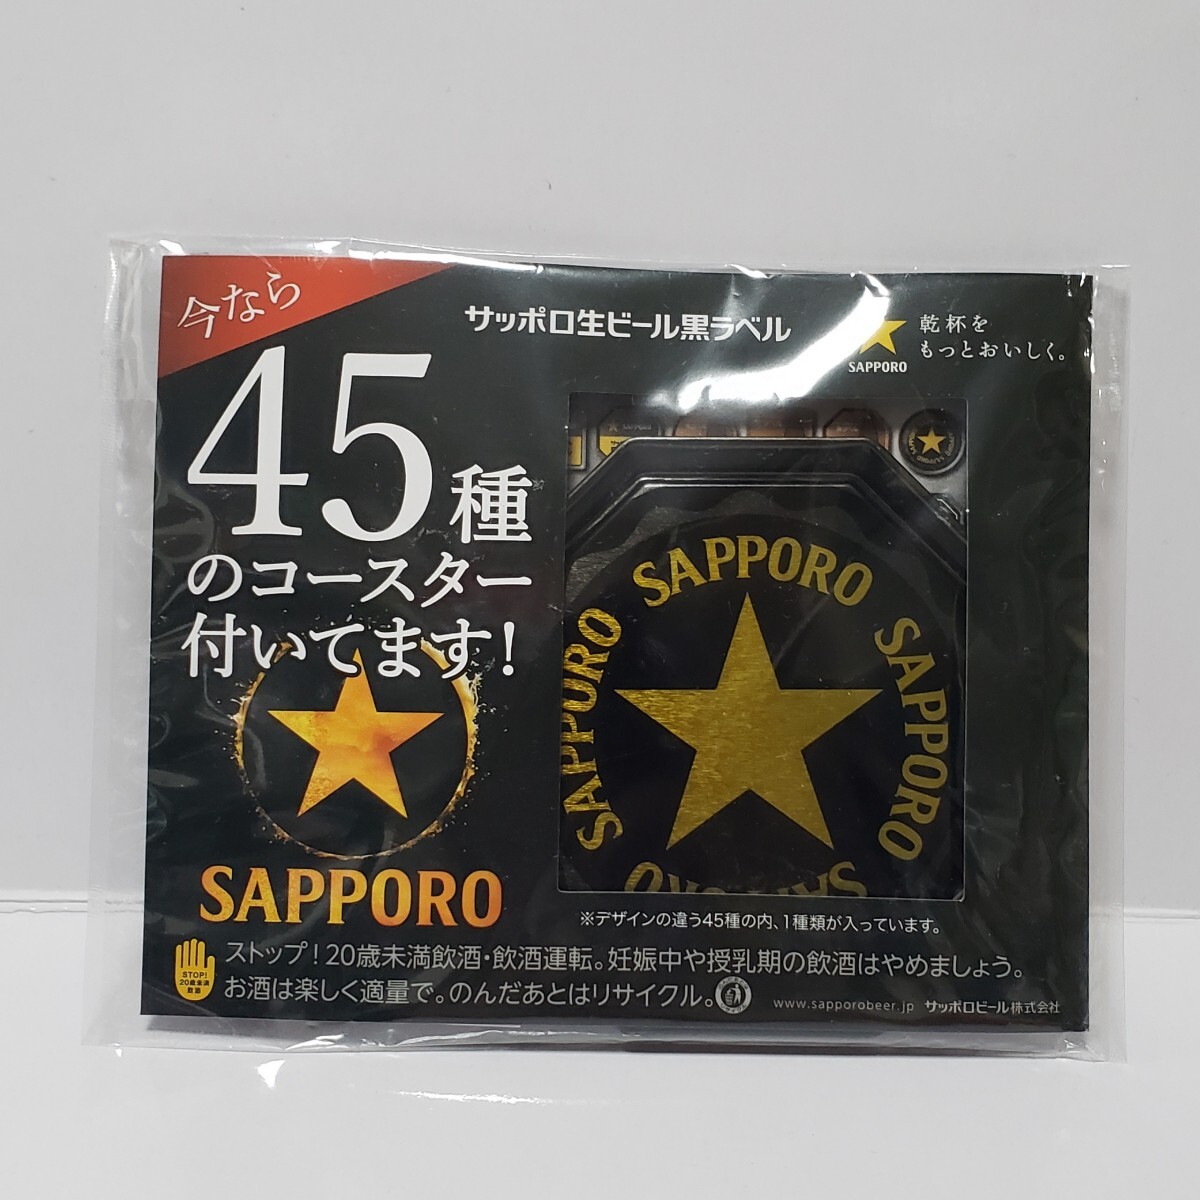 今なら
45種
のコースター
付いてます!
サッポロ生ビール黒ラベル
SAPPORO
乾杯を
もっとおいしく。
SAPPORO
SAPPORO
SAPPORO
SAPPORO
SAPPORO
SAPPORO
※デザインの違う45種の内、1種類が入っています。
STOP!
20歳未満
飲酒
ストップ!20歳未満飲酒・飲酒運転。妊娠中や授乳期の飲酒はやめましょう。
お酒は楽しく適量で。のんだあとはリサイクル。
www.sapporobeer.jp サッポロビール株式会社